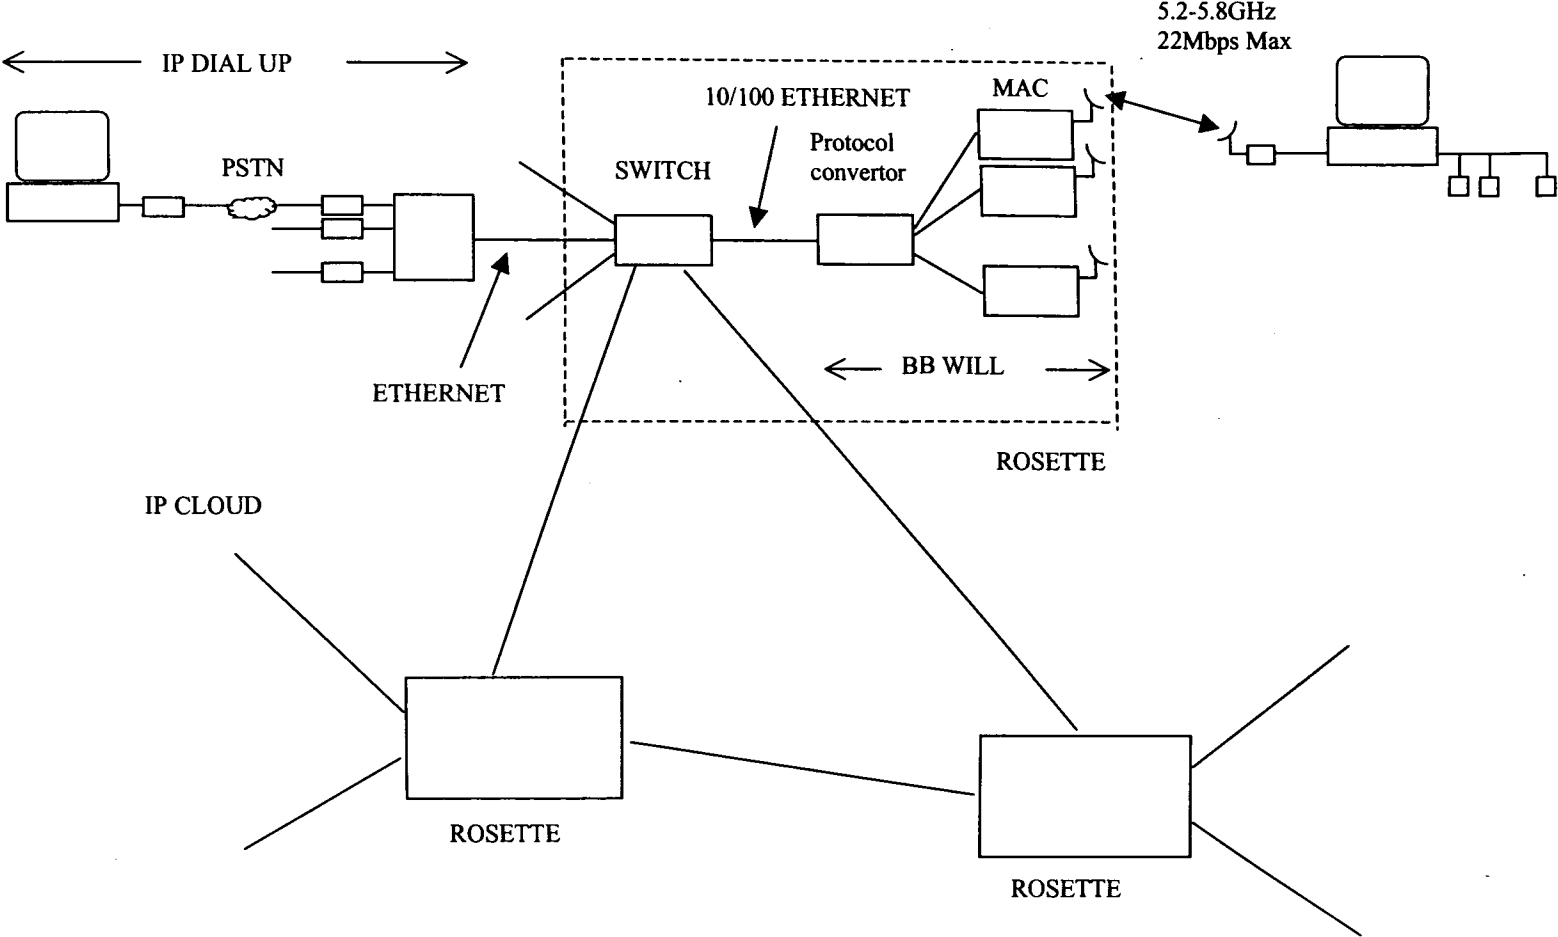 5.2-5.8GHz
22Mbps Max
IP DIAL UP
10/100 ETHERNET
MAC
Protocol
convertor
PSTN
SWITCH
BB WILL
ETHERNET
ROSETTE
IP CLOUD
ROSETTE
ROSETTE